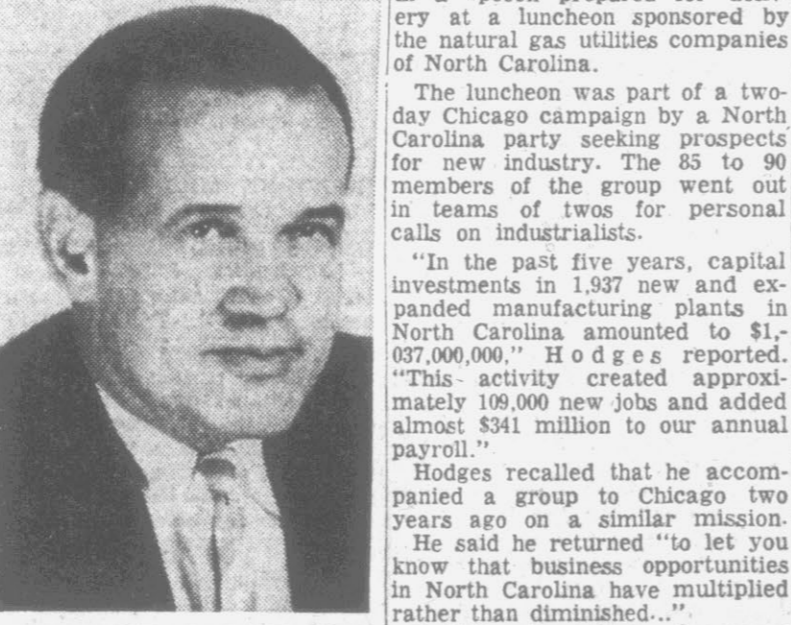 ery at a luncheon sponsored by
the natural gas utilities companies
of North Carolina.
The luncheon was part of a two-
day Chicago campaign by a North
Carolina party seeking prospects
for new industry. The 85 to 90
members of the group went out
in teams of twos for personal
calls on industrialists.
"In the past five years, capital
investments in 1,937 new and ex-
panded manufacturing plants in
North Carolina amounted to $1,-
037,000,000," Hodges reported.
"This activity created approxi-
mately 109,000 new jobs and added
almost $341 million to our annual
payroll."
Hodges recalled that he accom-
panied a group to Chicago two
years ago on a similar mission.
He said he returned "to let you
know that business opportunities
in North Carolina have multiplied
rather than diminished..."